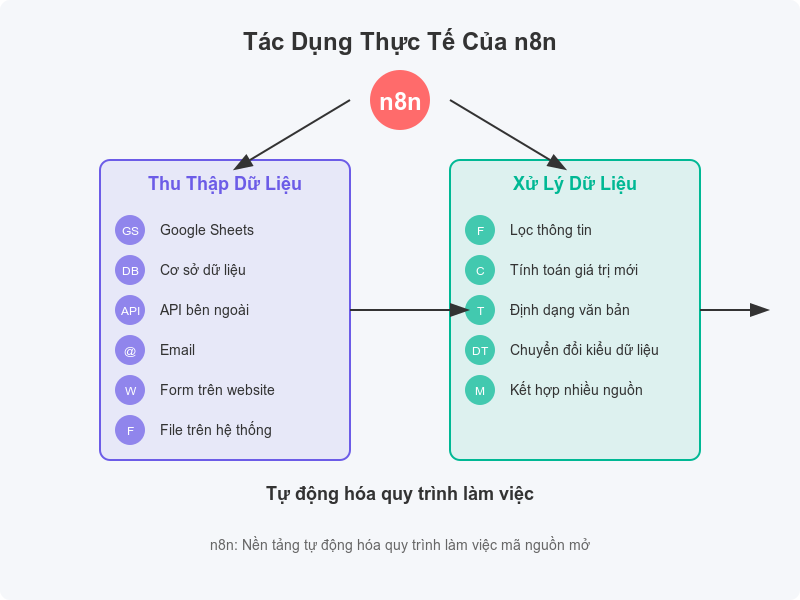 Tác Dụng Thực Tế Của n8n
n8n
Thu Thập Dữ Liệu
GS Google Sheets
DB Cơ sở dữ liệu
API API bên ngoài
@ Email
W Form trên website
F File trên hệ thống
Xử Lý Dữ Liệu
F Lọc thông tin
C Tính toán giá trị mới
T Định dạng văn bản
DT Chuyển đổi kiểu dữ liệu
M Kết hợp nhiều nguồn
Tự động hóa quy trình làm việc
n8n: Nền tảng tự động hóa quy trình làm việc mã nguồn mở